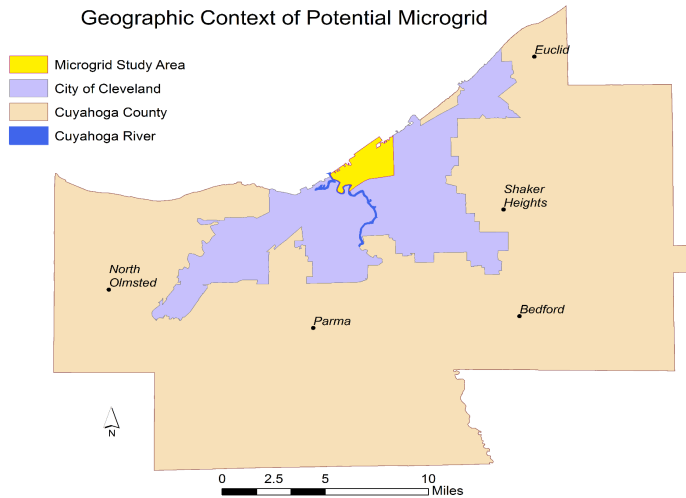 Geographic Context of Potential Microgrid
Microgrid Study Area
City of Cleveland
Cuyahoga County
Cuyahoga River
Euclid
Shaker
Heights
North
Olmsted
Parma
Bedford
N
0 2.5 5 10
Miles